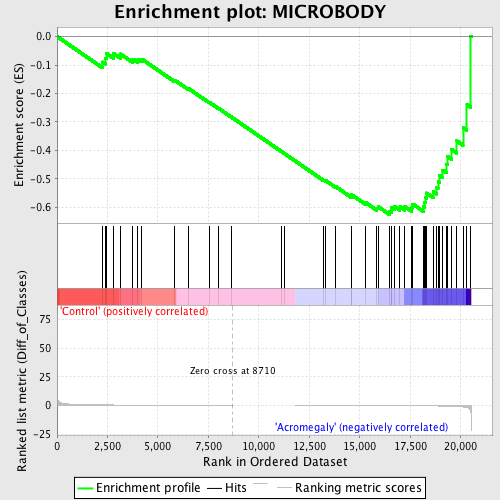 Enrichment plot: MICROBODY
Enrichment score (ES)
0.0
-0.1
-0.2
-0.3
-0.4
-0.5
-0.6
'Control' (positively correlated)
Ranked list metric (Diff_of_Classes)
75
50
25
0
-25
Zero cross at 8710
'Acromegaly' (negatively correlated)
0 2,500 5,000 7,500 10,000 12,500 15,000 17,500 20,000
Rank in Ordered Dataset
Enrichment profile Hits Ranking metric scores